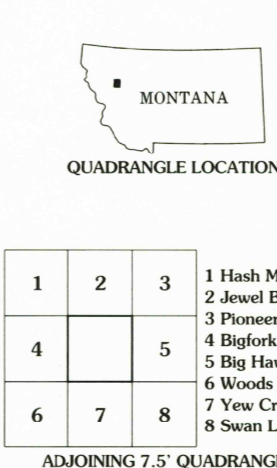 MONTANA
QUADRANGLE LOCATION
1 2 3
4 5
6 7 8
1 Hash M
2 Jewel B
3 Pioneer
4 Bigfork
5 Big Haw
6 Woods
7 Yew Cr
8 Swan L
ADJOINING 7.5' QUADRANGL